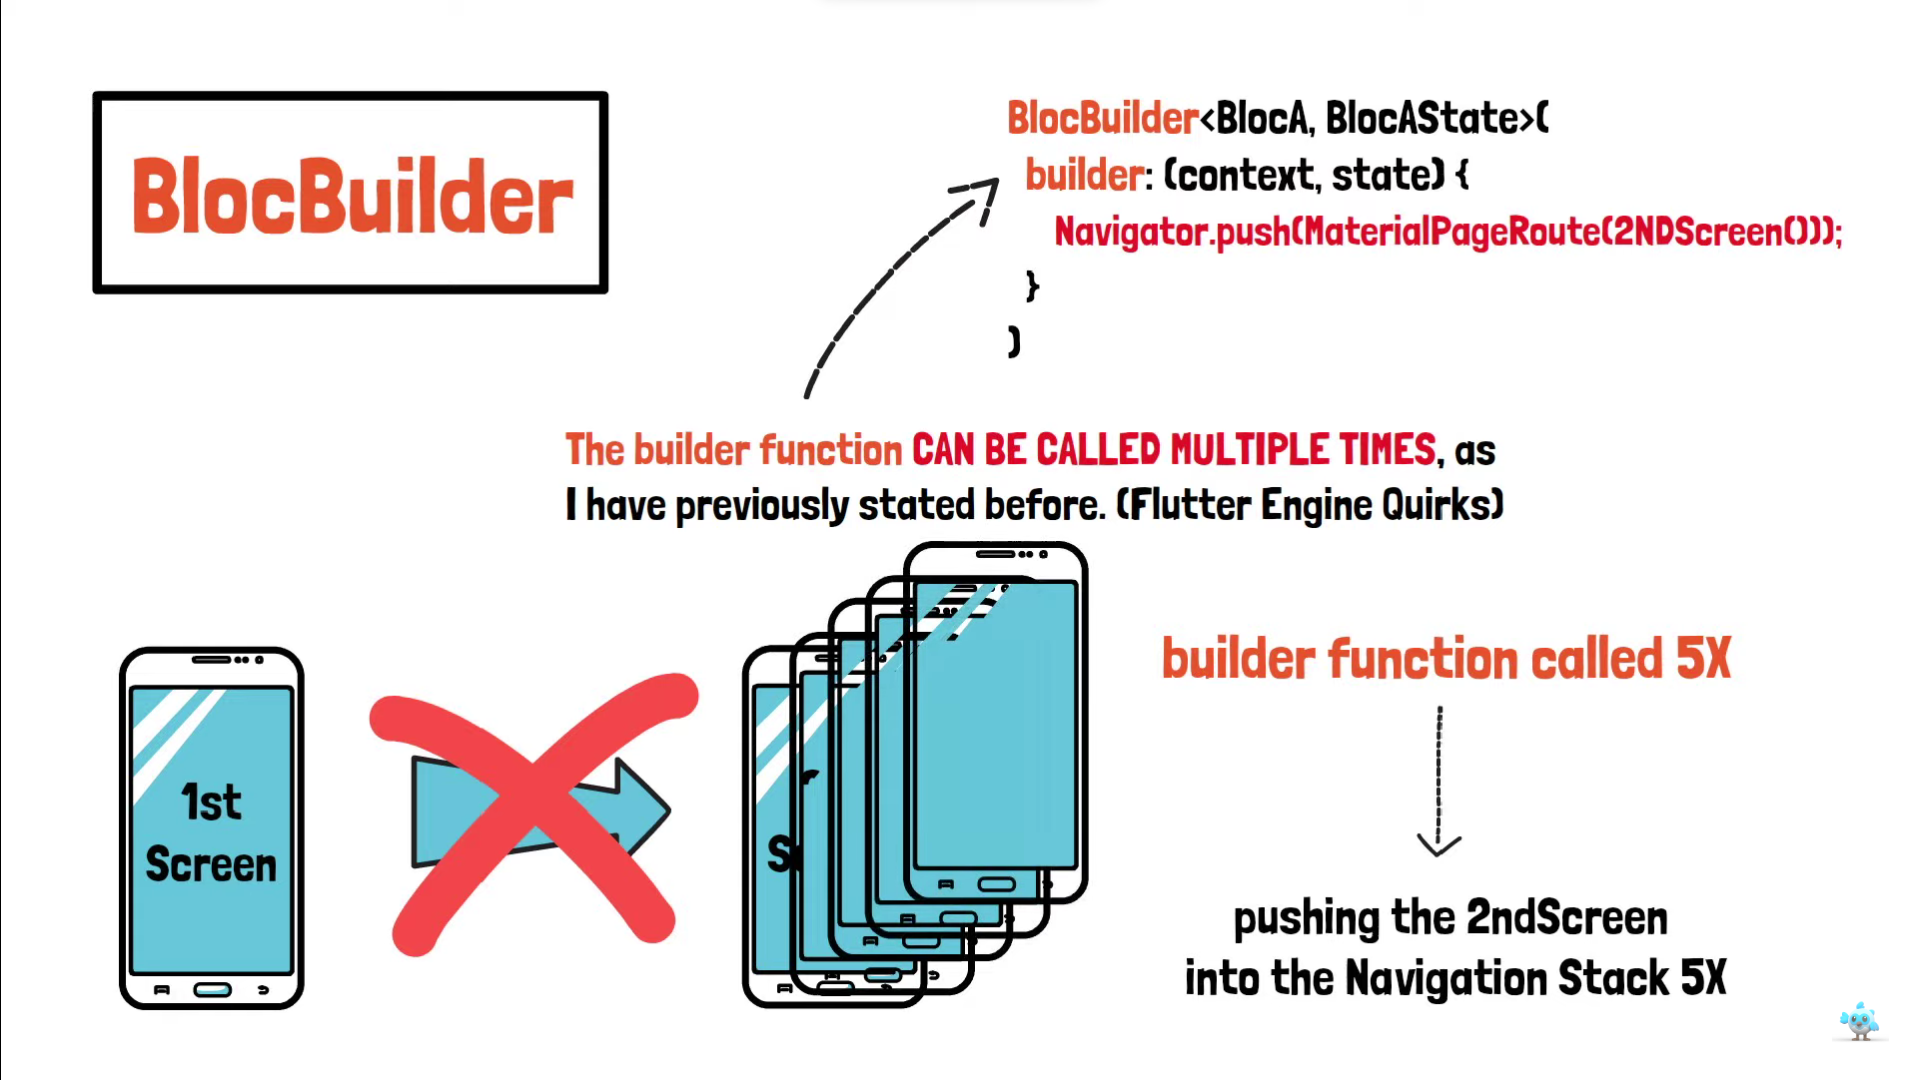 BlocBuilder
BlocBuilder<BlocA, BlocAState>(
builder: (context, state) {
Navigator.push(MaterialPageRoute(2NDScreen()));
}
)
The builder function CAN BE CALLED MULTIPLE TIMES, as
I have previously stated before. (Flutter Engine Quirks)
1st
Screen
builder function called 5X
pushing the 2ndScreen
into the Navigation Stack 5X